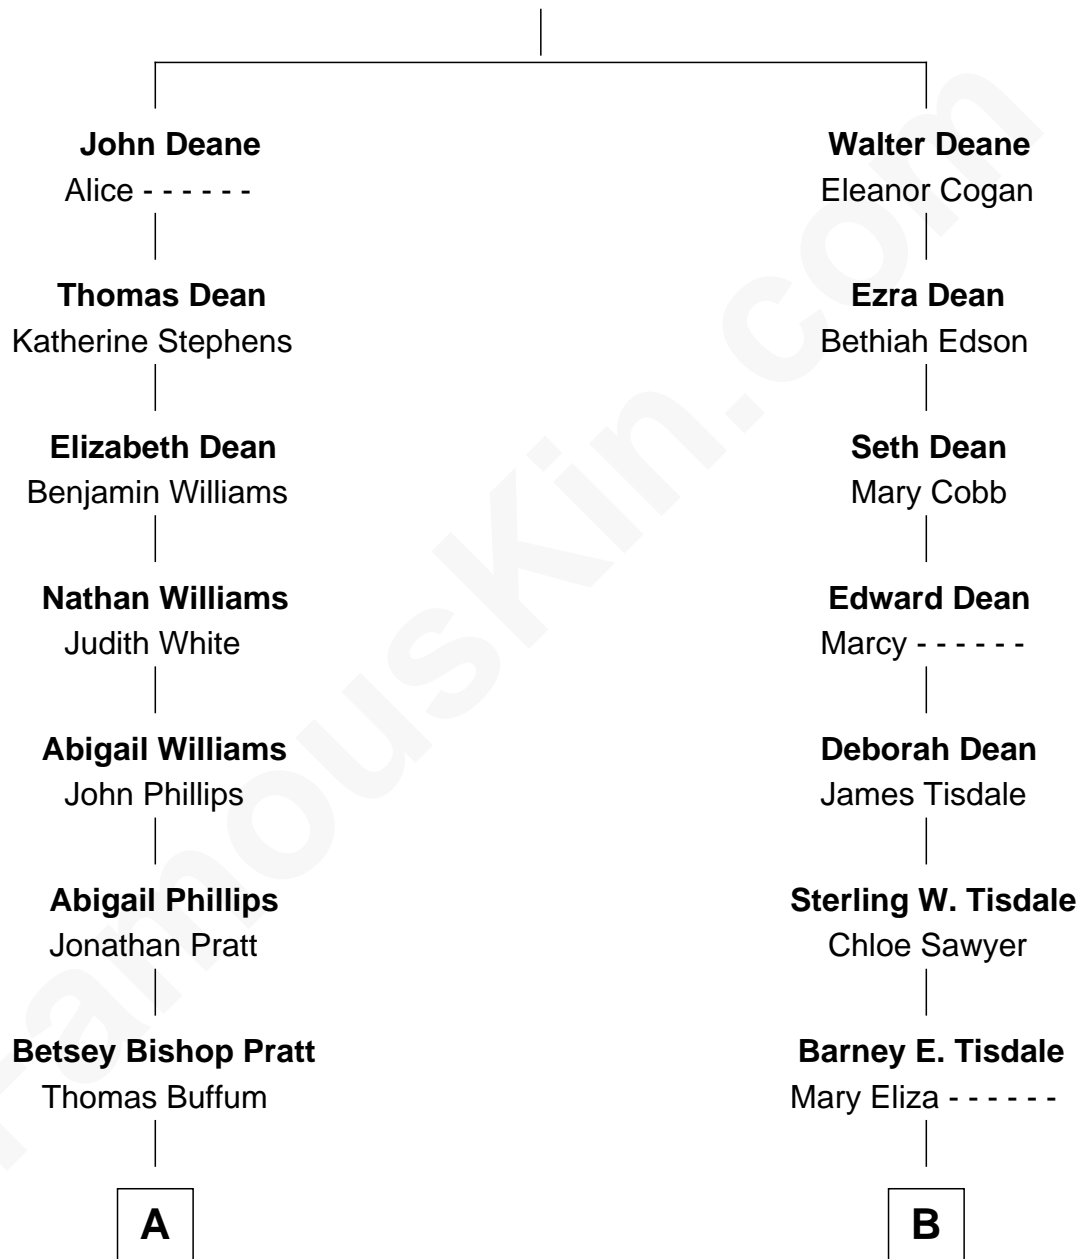 John Deane
Alice - - - - - -
Thomas Dean
Katherine Stephens
Elizabeth Dean
Benjamin Williams
Nathan Williams
Judith White
Abigail Williams
John Phillips
Abigail Phillips
Jonathan Pratt
Betsey Bishop Pratt
Thomas Buffum
A
Walter Deane
Eleanor Cogan
Ezra Dean
Bethiah Edson
Seth Dean
Mary Cobb
Edward Dean
Marcy - - - - - -
Deborah Dean
James Tisdale
Sterling W. Tisdale
Chloe Sawyer
Barney E. Tisdale
Mary Eliza - - - - - -
B
FamousKin.com